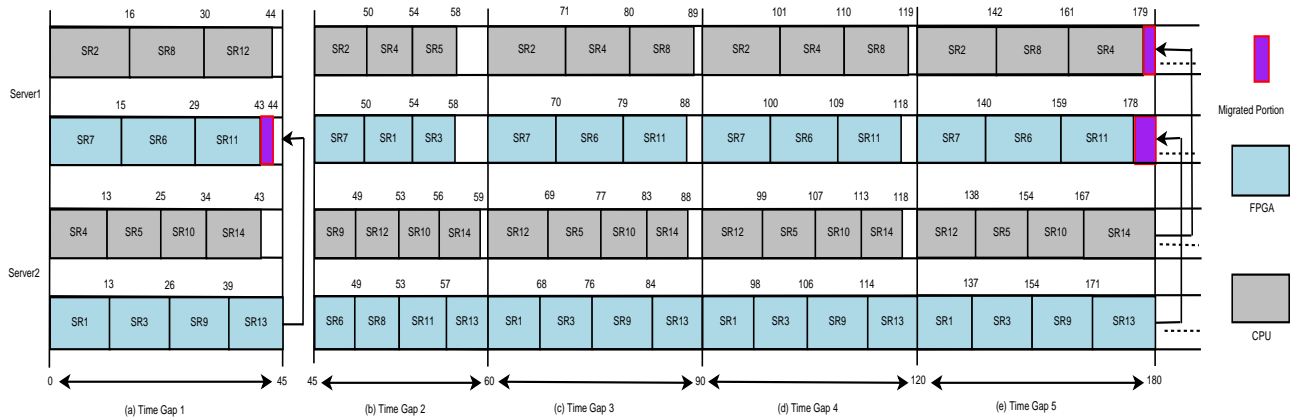 16 30 44 50 54 58 71 80 89 101 110 119 142 161 179
SR2 SR8 SR12 SR2 SR4 SR5 SR2 SR4 SR8 SR2 SR4 SR8 SR2 SR8 SR4
Server1
15 29 43 44 50 54 58 70 79 88 100 109 118 140 159 178
Migrated Portion
SR7 SR6 SR11 SR7 SR1 SR3 SR7 SR6 SR11 SR7 SR6 SR11 SR7 SR6 SR11
13 25 34 43 49 53 56 59 69 77 83 88 99 107 113 118 138 154 167
FPGA
SR4 SR5 SR10 SR14 SR9 SR12 SR10 SR14 SR12 SR5 SR10 SR14 SR12 SR5 SR10 SR14 SR12 SR5 SR10 SR14
Server2
13 26 39 49 53 57 68 76 84 98 106 114 137 154 171
SR1 SR3 SR9 SR13 SR6 SR8 SR11 SR13 SR1 SR3 SR9 SR13 SR1 SR3 SR9 SR13 SR1 SR3 SR9 SR13
CPU
0 45 45 60 90 120 180
(a) Time Gap 1 (b) Time Gap 2 (c) Time Gap 3 (d) Time Gap 4 (e) Time Gap 5